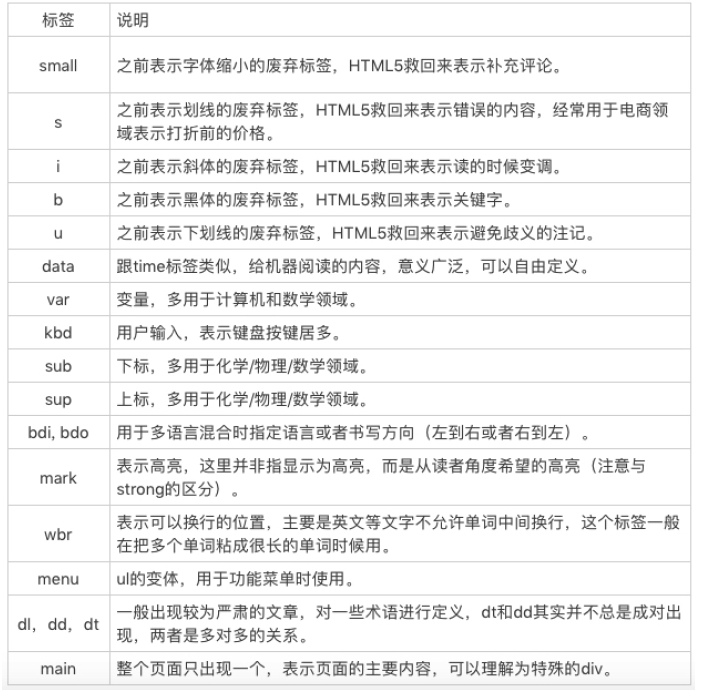 标签 说明
small 之前表示字体缩小的废弃标签，HTML5救回来表示补充评论。
s 之前表示划线的废弃标签，HTML5救回来表示错误的内容，经常用于电商领
域表示打折前的价格。
i 之前表示斜体的废弃标签，HTML5救回来表示读的时候变调。
b 之前表示黑体的废弃标签，HTML5救回来表示关键字。
u 之前表示下划线的废弃标签，HTML5救回来表示避免歧义的注记。
data 跟time标签类似，给机器阅读的内容，意义广泛，可以自由定义。
var 变量，多用于计算机和数学领域。
kbd 用户输入，表示键盘按键居多。
sub 下标，多用于化学/物理/数学领域。
sup 上标，多用于化学/物理/数学领域。
bdi, bdo 用于多语言混合时指定语言或者书写方向（左到右或者右到左）。
mark 表示高亮，这里并非指显示为高亮，而是从读者角度希望的高亮（注意与
strong的区分）。
wbr 表示可以换行的位置，主要是英文等文字不允许单词中间换行，这个标签一般
在把多个单词粘成很长的单词时候用。
menu ul的变体，用于功能菜单时使用。
dl，dd，dt 一般出现较为严肃的文章，对一些术语进行定义，dt和dd其实并不总是成对出
现，两者是多对多的关系。
main 整个页面只出现一个，表示页面的主要内容，可以理解为特殊的div。